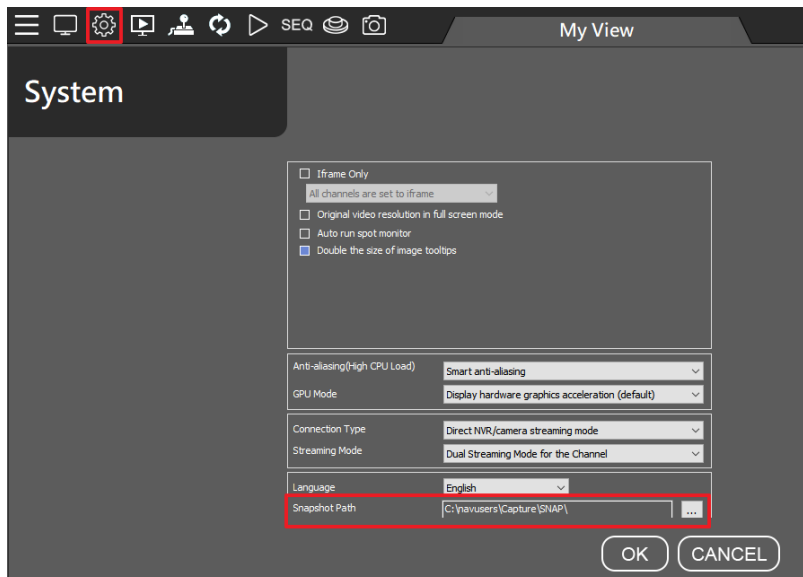 SEQ
My View
System
Iframe Only
All channels are set to iframe
Original video resolution in full screen mode
Auto run spot monitor
Double the size of image tooltips
Anti-aliasing(High CPU Load) Smart anti-aliasing
GPU Mode Display hardware graphics acceleration (default)
Connection Type Direct NVR/camera streaming mode
Streaming Mode Dual Streaming Mode for the Channel
Language English
Snapshot Path C:\navusers\Capture\SNAP\ ...
OK CANCEL